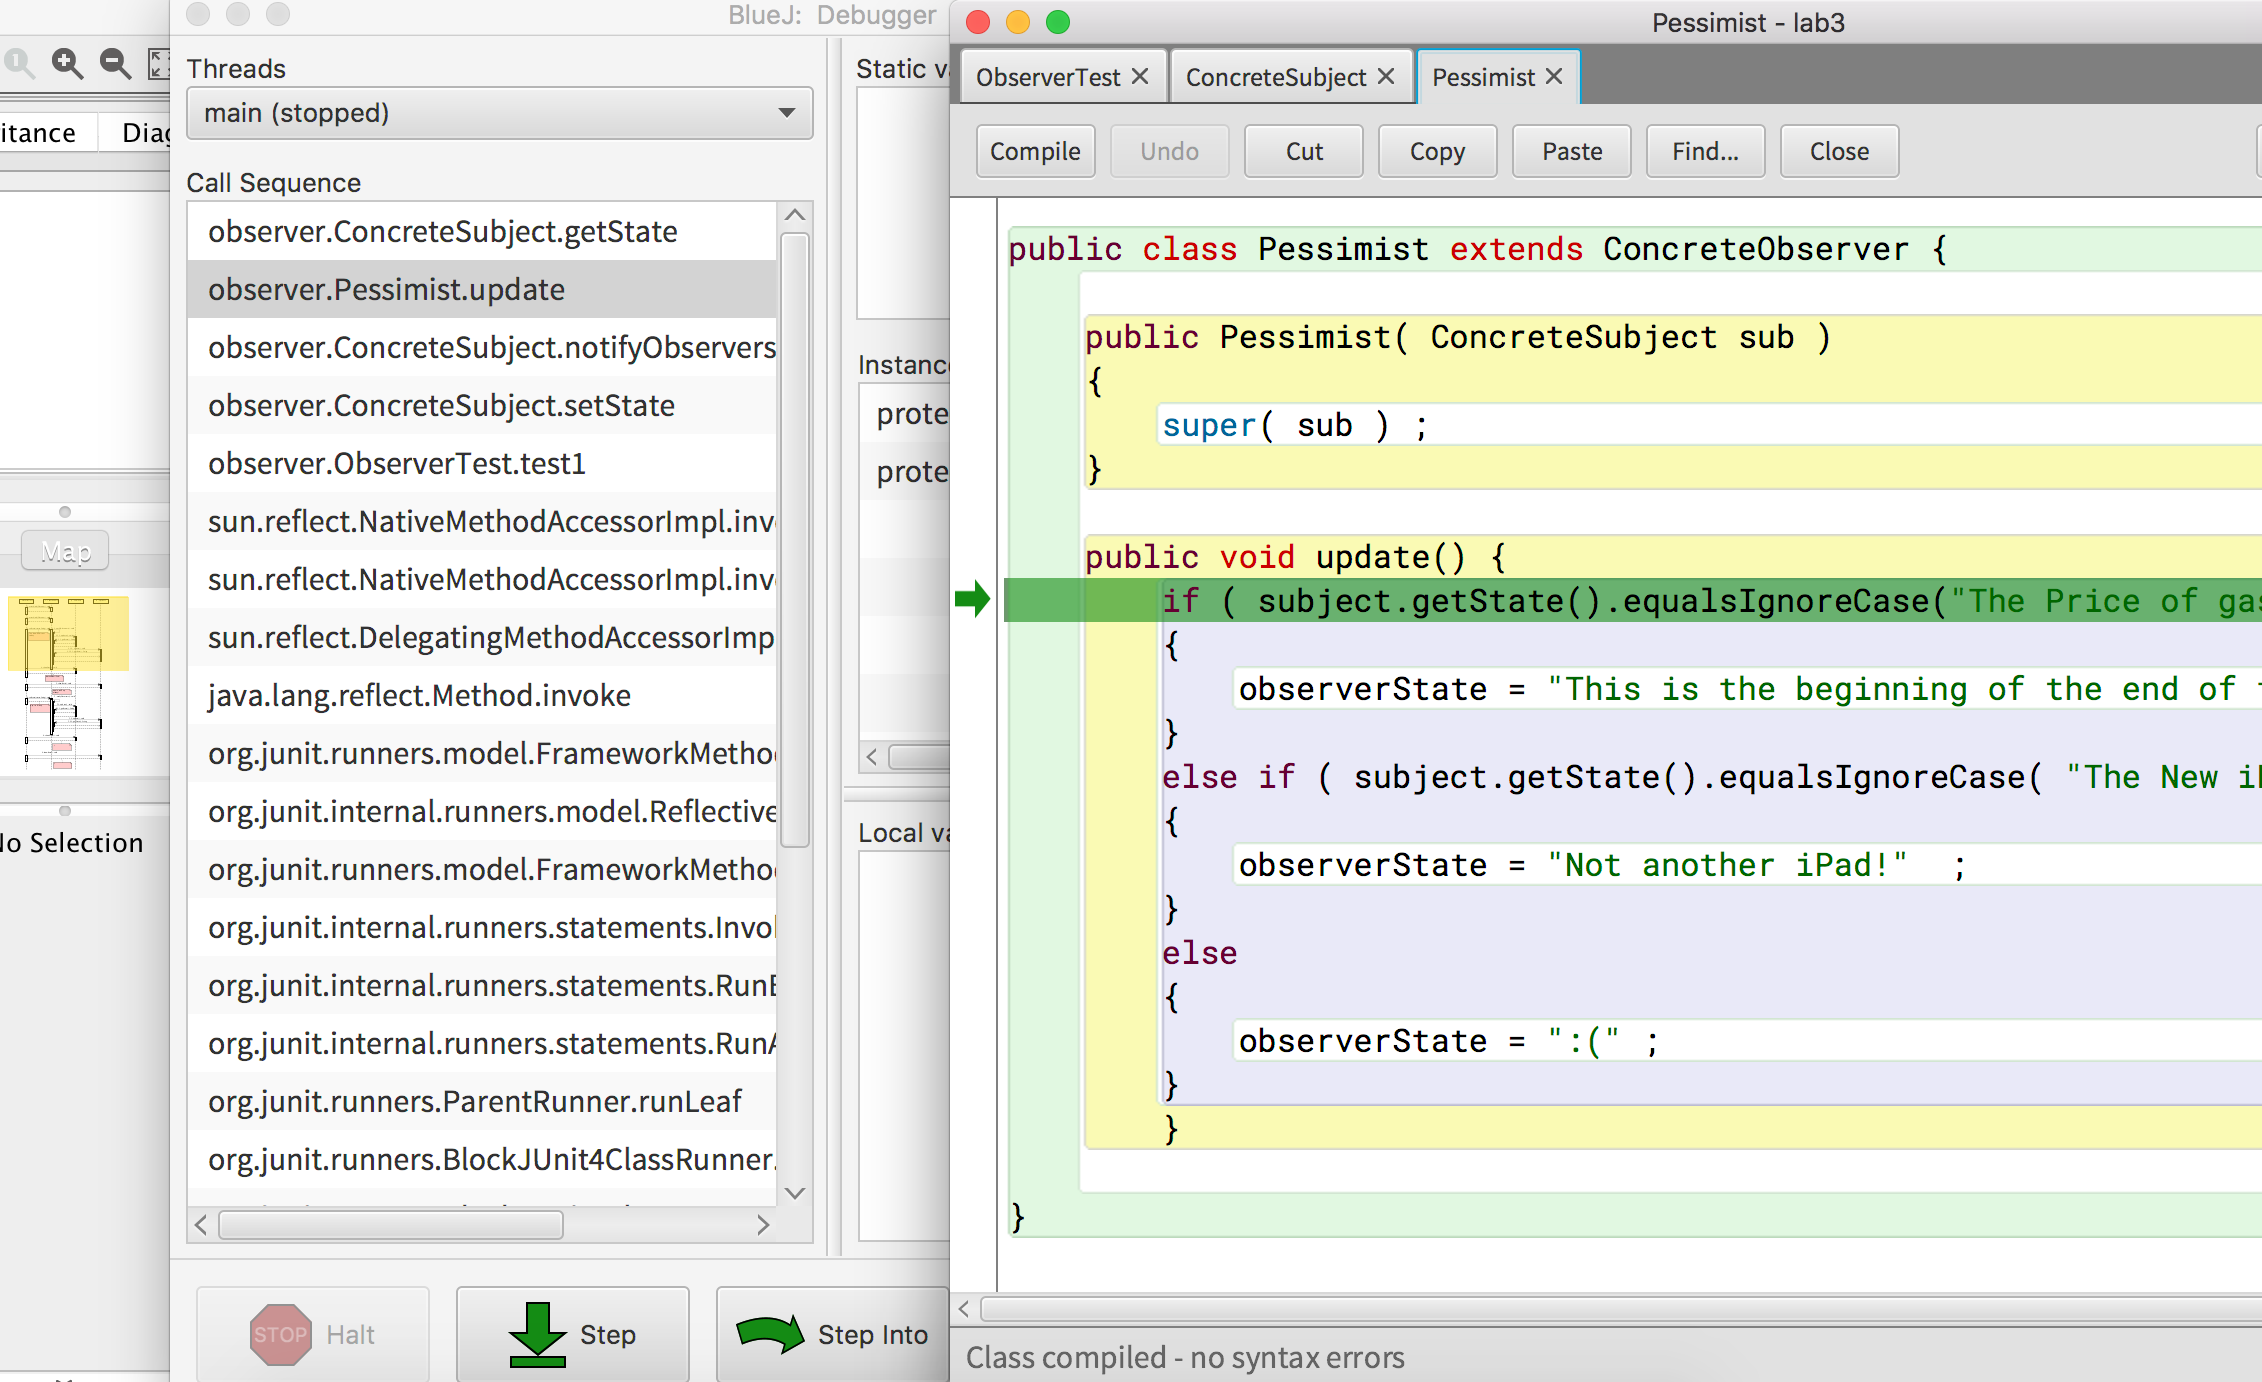 BlueJ: Debugger
Threads
main (stopped)
Call Sequence
observer.ConcreteSubject.getState
observer.Pessimist.update
observer.ConcreteSubject.notifyObservers
observer.ConcreteSubject.setState
observer.ObserverTest.test1
sun.reflect.NativeMethodAccessorImpl.inv
sun.reflect.NativeMethodAccessorImpl.inv
sun.reflect.DelegatingMethodAccessorImp
java.lang.reflect.Method.invoke
org.junit.runners.model.FrameworkMetho
org.junit.internal.runners.model.Reflective
org.junit.runners.model.FrameworkMetho
org.junit.internal.runners.statements.Invo
org.junit.internal.runners.statements.RunB
org.junit.internal.runners.statements.RunA
org.junit.runners.ParentRunner.runLeaf
org.junit.runners.BlockJUnit4ClassRunner.
STOP Halt
Step
Step Into
Static v
Instanc
prote
prote
Local va
itance
Diag
Map
No Selection
Pessimist - lab3
ObserverTest ConcreteSubject Pessimist
Compile Undo Cut Copy Paste Find... Close
public class Pessimist extends ConcreteObserver {
public Pessimist( ConcreteSubject sub )
{
super( sub ) ;
}
public void update() {
if ( subject.getState().equalsIgnoreCase("The Price of gas
{
observerState = "This is the beginning of the end of
}
else if ( subject.getState().equalsIgnoreCase( "The New iP
{
observerState = "Not another iPad!" ;
}
else
{
observerState = ":(" ;
}
}
}
Class compiled - no syntax errors